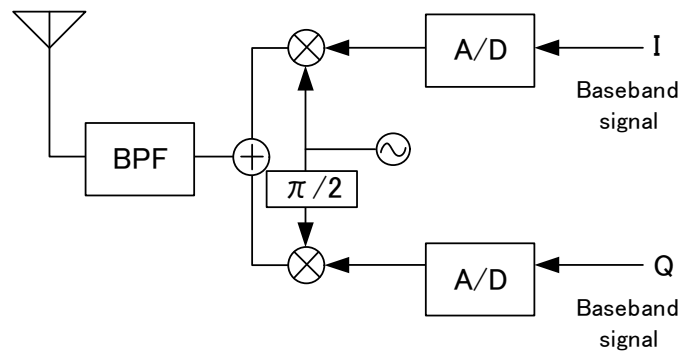 A/D
I
Baseband
signal
BPF
π/2
A/D
Q
Baseband
signal